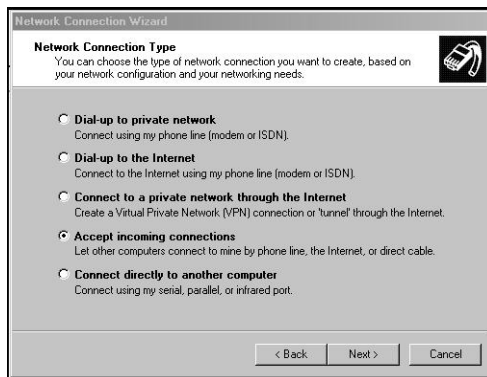 Network Connection Wizard
Network Connection Type
You can choose the type of network connection you want to create, based on
your network configuration and your networking needs.
Dial-up to private network
Connect using my phone line (modem or ISDN).
Dial-up to the Internet
Connect to the Internet using my phone line (modem or ISDN).
Connect to a private network through the Internet
Create a Virtual Private Network (VPN) connection or 'tunnel' through the Internet.
Accept incoming connections
Let other computers connect to mine by phone line, the Internet, or direct cable.
Connect directly to another computer
Connect using my serial, parallel, or infrared port.
< Back Next > Cancel